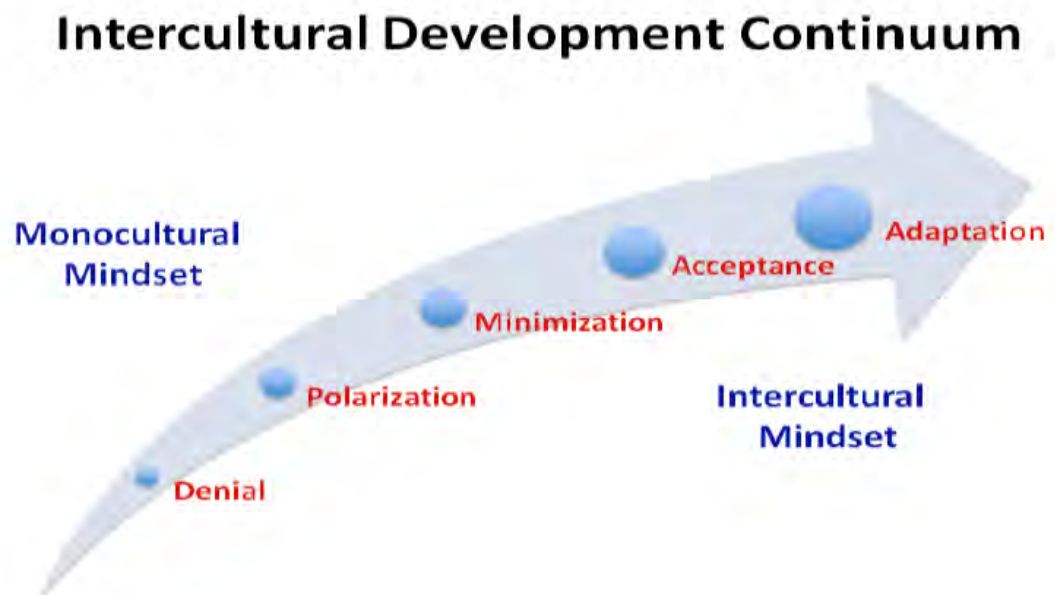 Intercultural Development Continuum
Monocultural
Mindset
Adaptation
Acceptance
Minimization
Polarization
Intercultural
Mindset
Denial